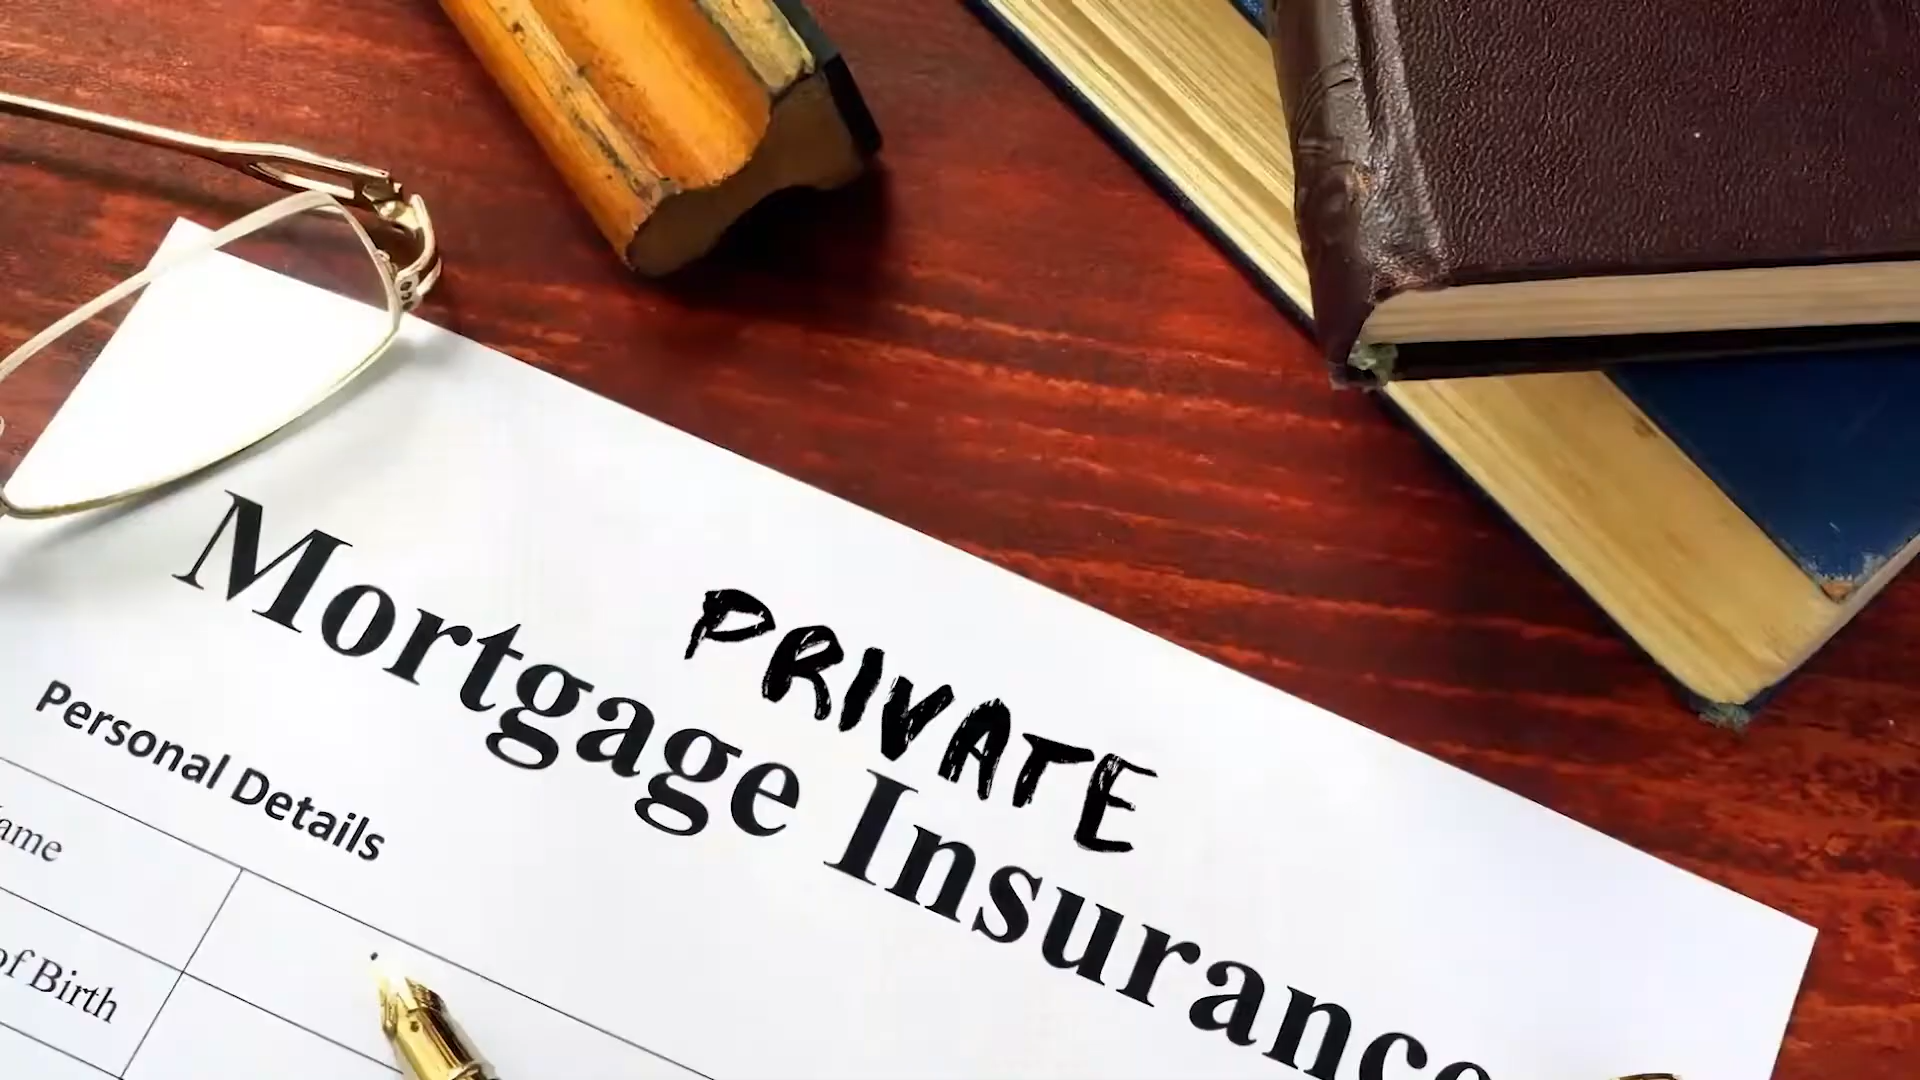 PRIVATE
Mortgage Insurance
Personal Details
ame
of Birth